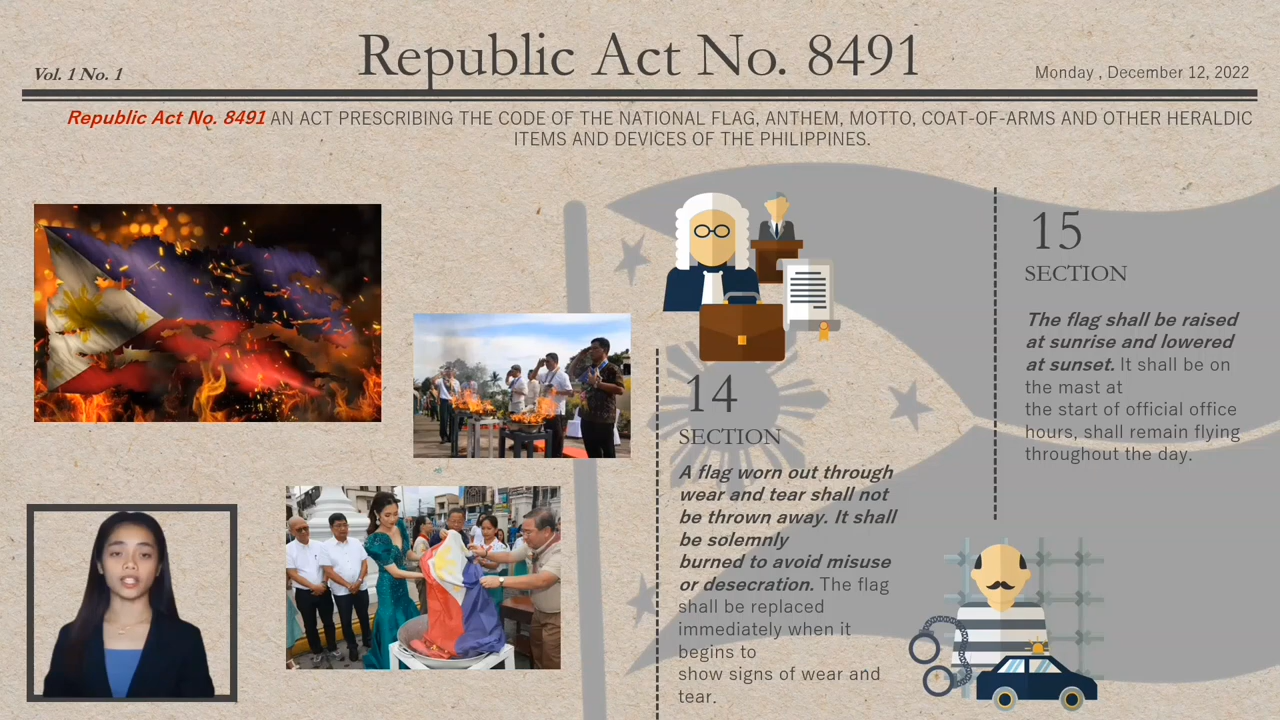 Republic Act No. 8491
Vol. 1 No. 1
Monday , December 12, 2022
Republic Act No. 8491 AN ACT PRESCRIBING THE CODE OF THE NATIONAL FLAG, ANTHEM, MOTTO, COAT-OF-ARMS AND OTHER HERALDIC
ITEMS AND DEVICES OF THE PHILIPPINES.
14
SECTION
A flag worn out through
wear and tear shall not
be thrown away. It shall
be solemnly
burned to avoid misuse
or desecration. The flag
shall be replaced
immediately when it
begins to
show signs of wear and
tear.
15
SECTION
The flag shall be raised
at sunrise and lowered
at sunset. It shall be on
the mast at
the start of official office
hours, shall remain flying
throughout the day.